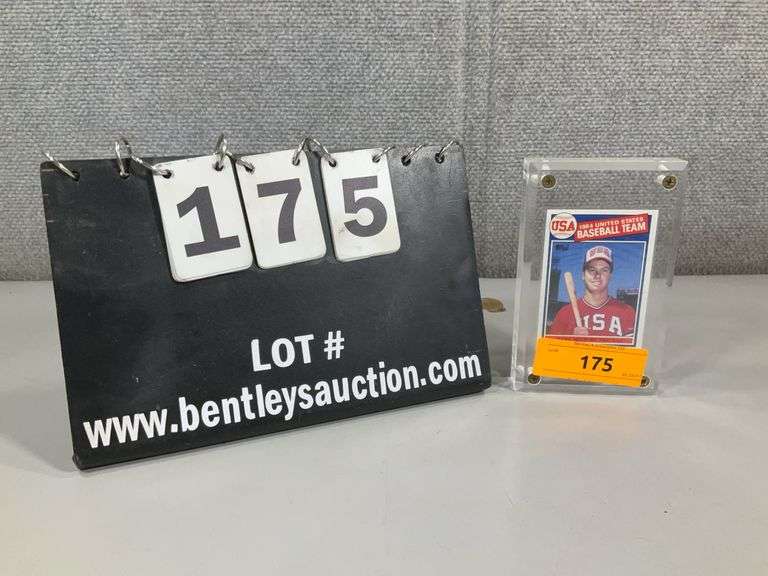 175
LOT #
www.bentleysauction.com
USA
1984 UNITED STATES
BASEBALL TEAM
USA
175